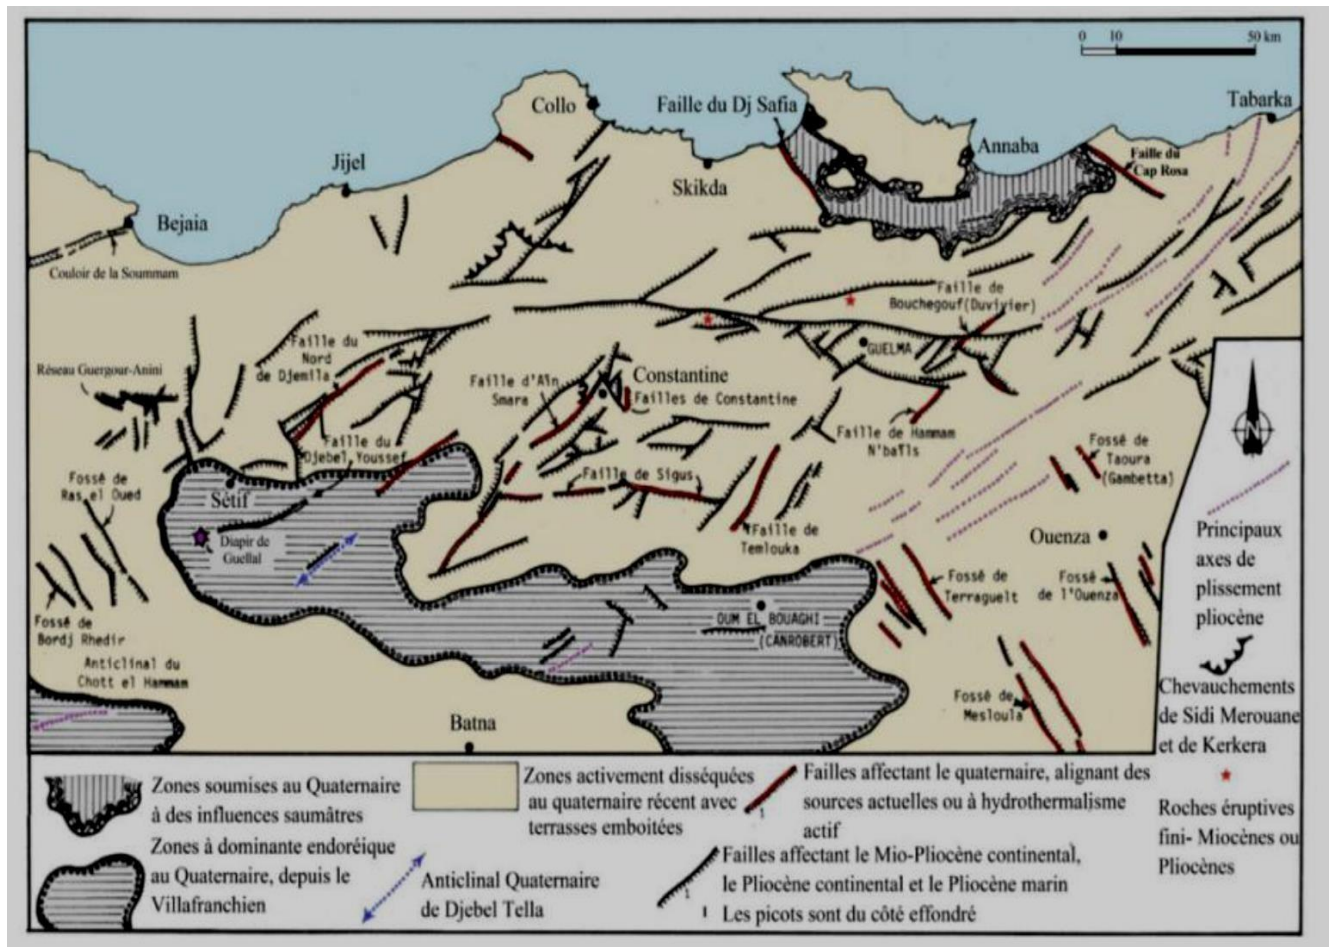 0 10 50 km
Collo
Faille du Dj Safia
Tabarka
Jijel
Skikda
Annaba
Faille du
Cap Rosa
Bejaia
Couloir de la Soummam
Faille de
Bouchegouf(Duvivier)
Faille du
Nord
de Djemila
GUELMA
Réseau Guergour-Anini
Faille d'Aïn
Smara
Constantine
Failles de Constantine
Faille de Hammam
N'baïls
Faille du
Djebel Youssef
Fossé de
Taoura
(Gambetta)
Fossé de
Ras el Oued
Sétif
Faille de Sigus
N
Diapir de
Guellal
Faille de
Temlouka
Ouenza
Principaux
axes de
plissement
pliocène
Fossé de
Terraguelt
Fossé
de l'Ouenza
Fossé de
Bordj Rhedir
OUM EL BOUAGHI
(CANROBERT)
Anticlinal du
Chott el Hammam
Fossé de
Mesloula
Batna
Chevauchements
de Sidi Merouane
et de Kerkera
Roches éruptives
fini- Miocènes ou
Pliocènes
Zones soumises au Quaternaire
à des influences saumâtres
Zones activement disséquées
au quaternaire récent avec
terrasses emboitées
Failles affectant le quaternaire, alignant des
sources actuelles ou à hydrothermalisme
actif
1
Zones à dominante endoréique
au Quaternaire, depuis le
Villafranchien
Anticlinal Quaternaire
de Djebel Tella
Failles affectant le Mio-Pliocène continental,
le Pliocène continental et le Pliocène marin
1
1 Les picots sont du côté effondré